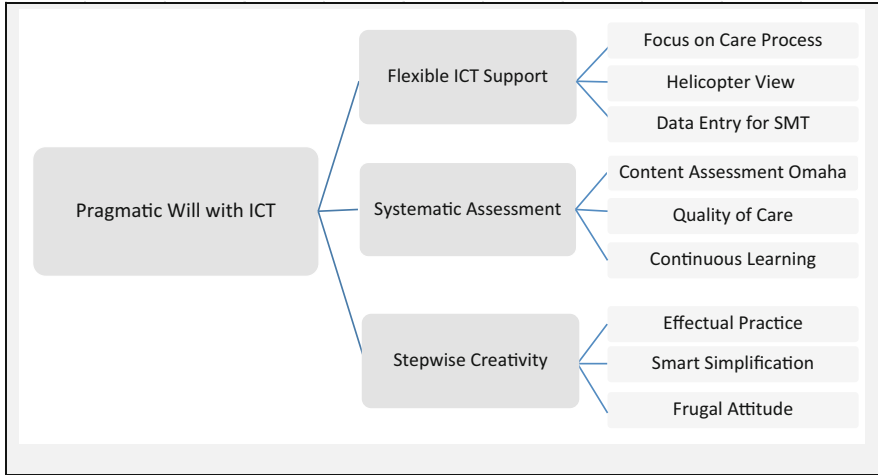 Pragmatic Will with ICT
Flexible ICT Support
Focus on Care Process
Helicopter View
Data Entry for SMT
Systematic Assessment
Content Assessment Omaha
Quality of Care
Continuous Learning
Stepwise Creativity
Effectual Practice
Smart Simplification
Frugal Attitude